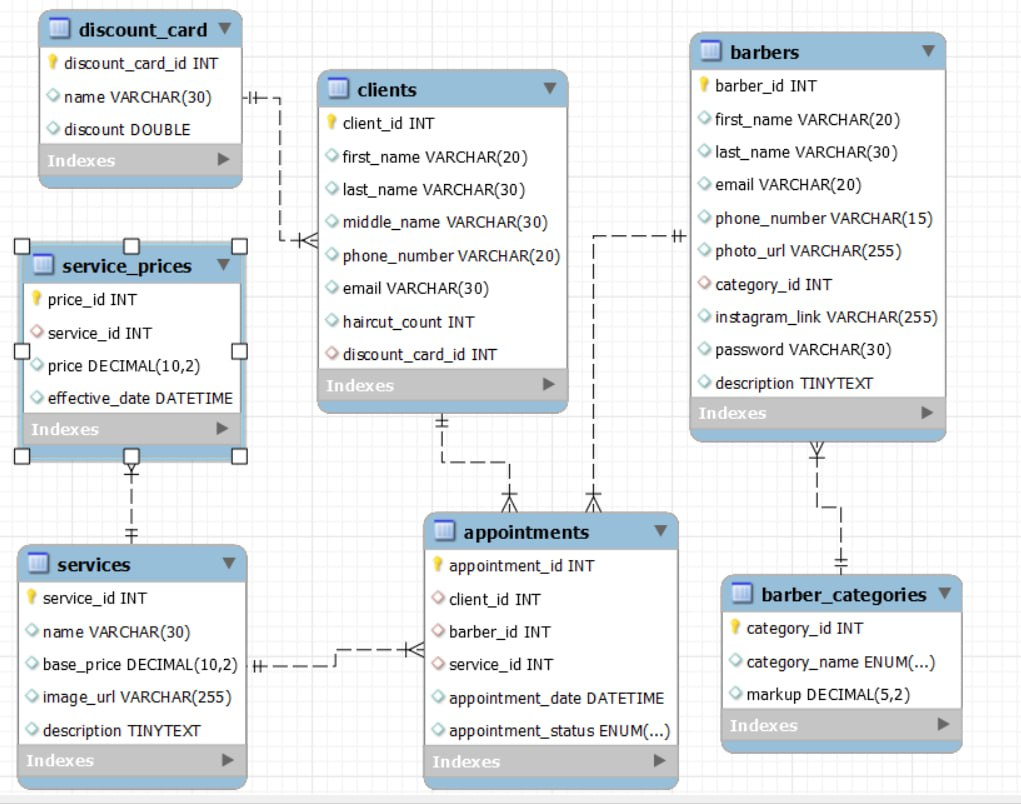 discount_card
discount_card_id INT
name VARCHAR(30)
discount DOUBLE
Indexes
clients
client_id INT
first_name VARCHAR(20)
last_name VARCHAR(30)
middle_name VARCHAR(30)
phone_number VARCHAR(20)
email VARCHAR(30)
haircut_count INT
discount_card_id INT
Indexes
barbers
barber_id INT
first_name VARCHAR(20)
last_name VARCHAR(30)
email VARCHAR(20)
phone_number VARCHAR(15)
photo_url VARCHAR(255)
category_id INT
instagram_link VARCHAR(255)
password VARCHAR(30)
description TINYTEXT
Indexes
service_prices
price_id INT
service_id INT
price DECIMAL(10,2)
effective_date DATETIME
Indexes
services
service_id INT
name VARCHAR(30)
base_price DECIMAL(10,2)
image_url VARCHAR(255)
description TINYTEXT
Indexes
appointments
appointment_id INT
client_id INT
barber_id INT
service_id INT
appointment_date DATETIME
appointment_status ENUM(...)
Indexes
barber_categories
category_id INT
category_name ENUM(...)
markup DECIMAL(5,2)
Indexes